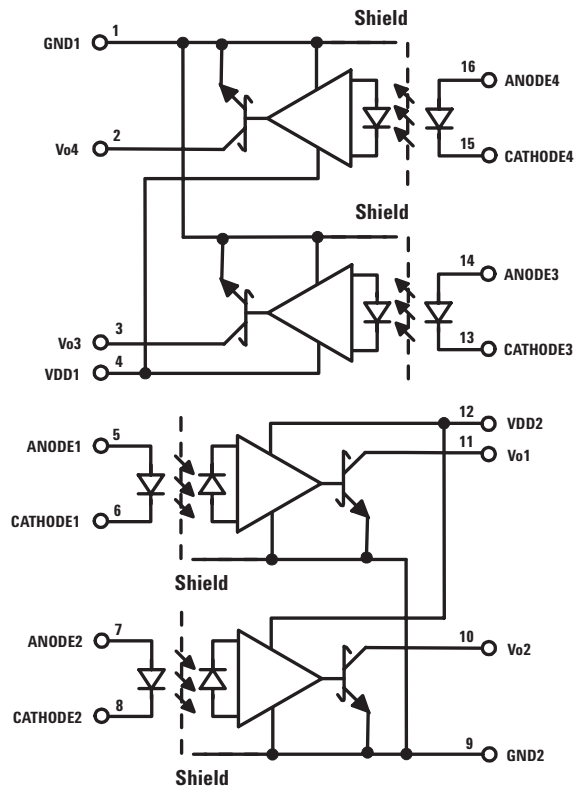 Shield
GND1 1
16 ANODE4
Vo4 2
15 CATHODE4
Shield
14 ANODE3
Vo3 3
13 CATHODE3
VDD1 4
12 VDD2
ANODE1 5
11 Vo1
CATHODE1 6
Shield
ANODE2 7
10 Vo2
CATHODE2 8
9 GND2
Shield